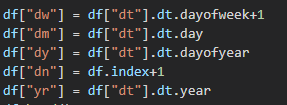 df["dw"] = df["dt"].dt.dayofweek+1
df["dm"] = df["dt"].dt.day
df["dy"] = df["dt"].dt.dayofyear
df["dn"] = df.index+1
df["yr"] = df["dt"].dt.year